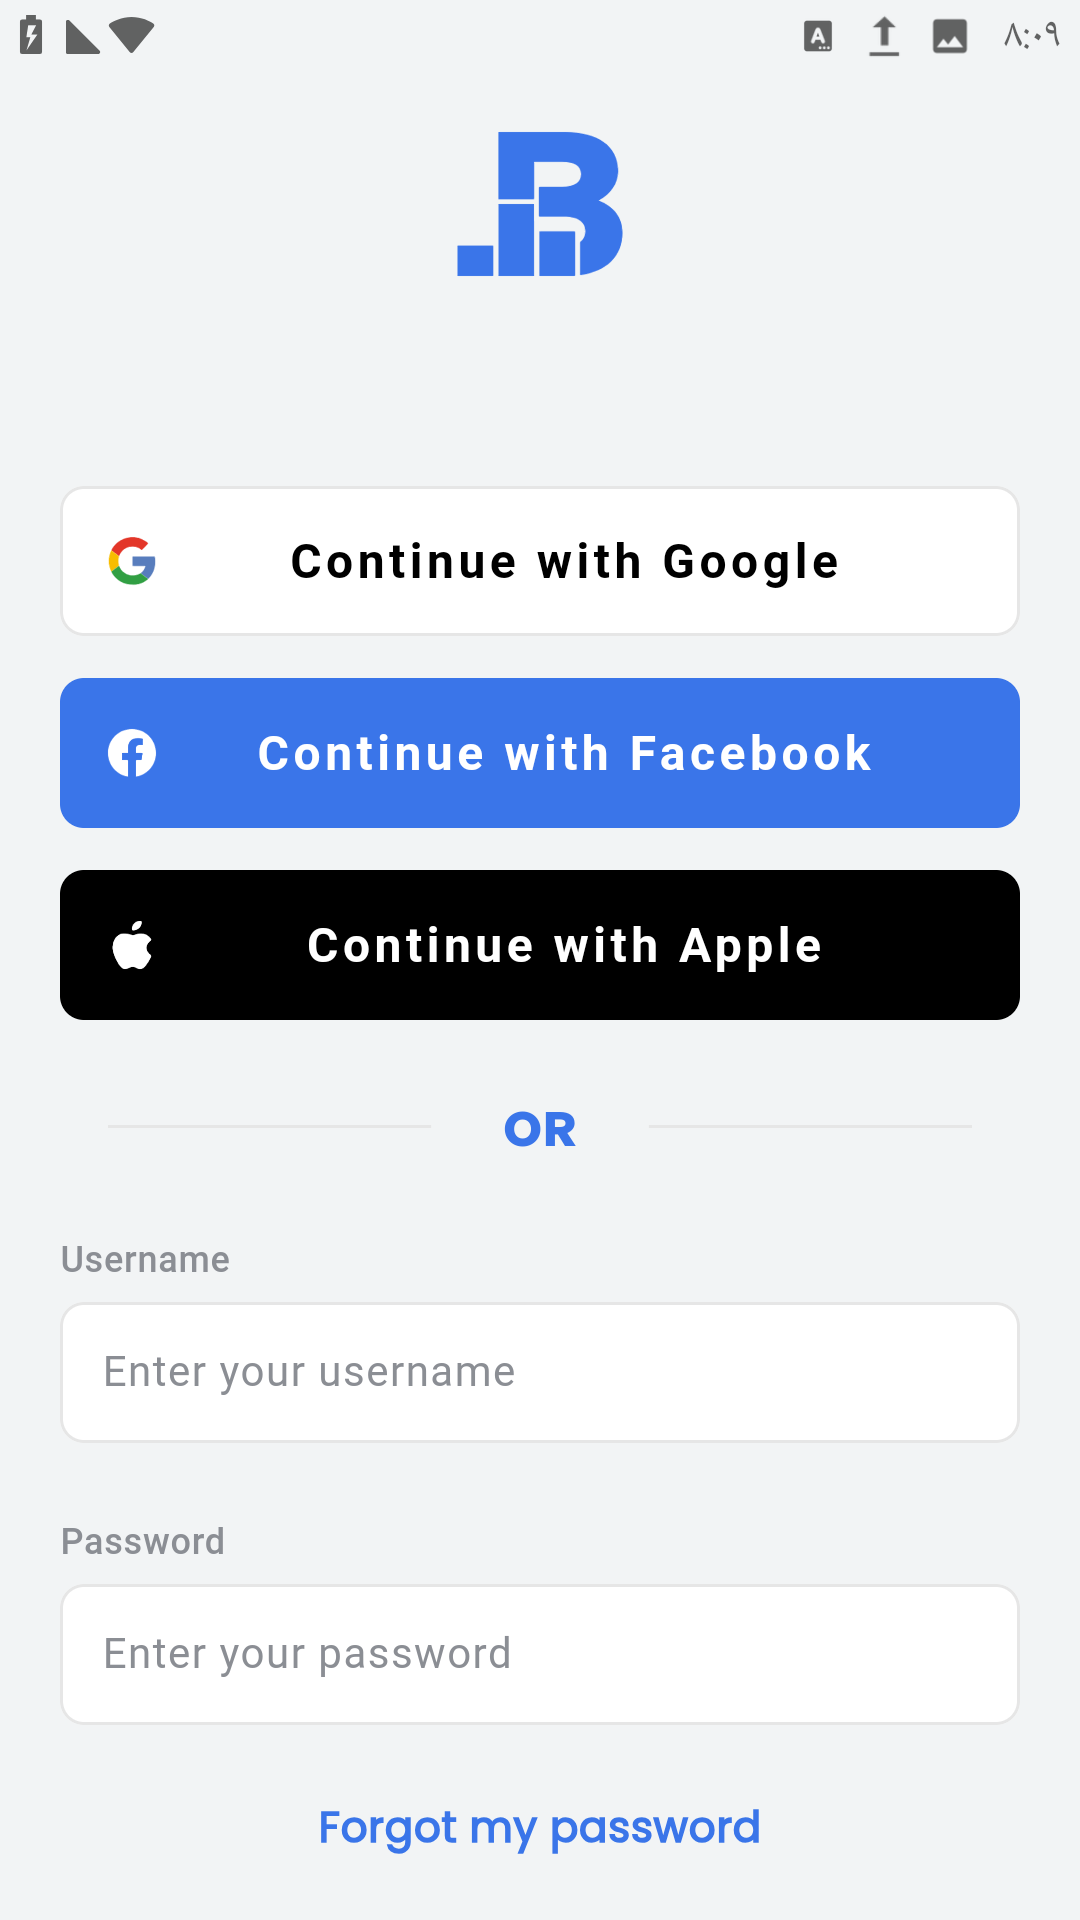 ٨:٠٩
Continue with Google
Continue with Facebook
Continue with Apple
OR
Username
Enter your username
Password
Enter your password
Forgot my password